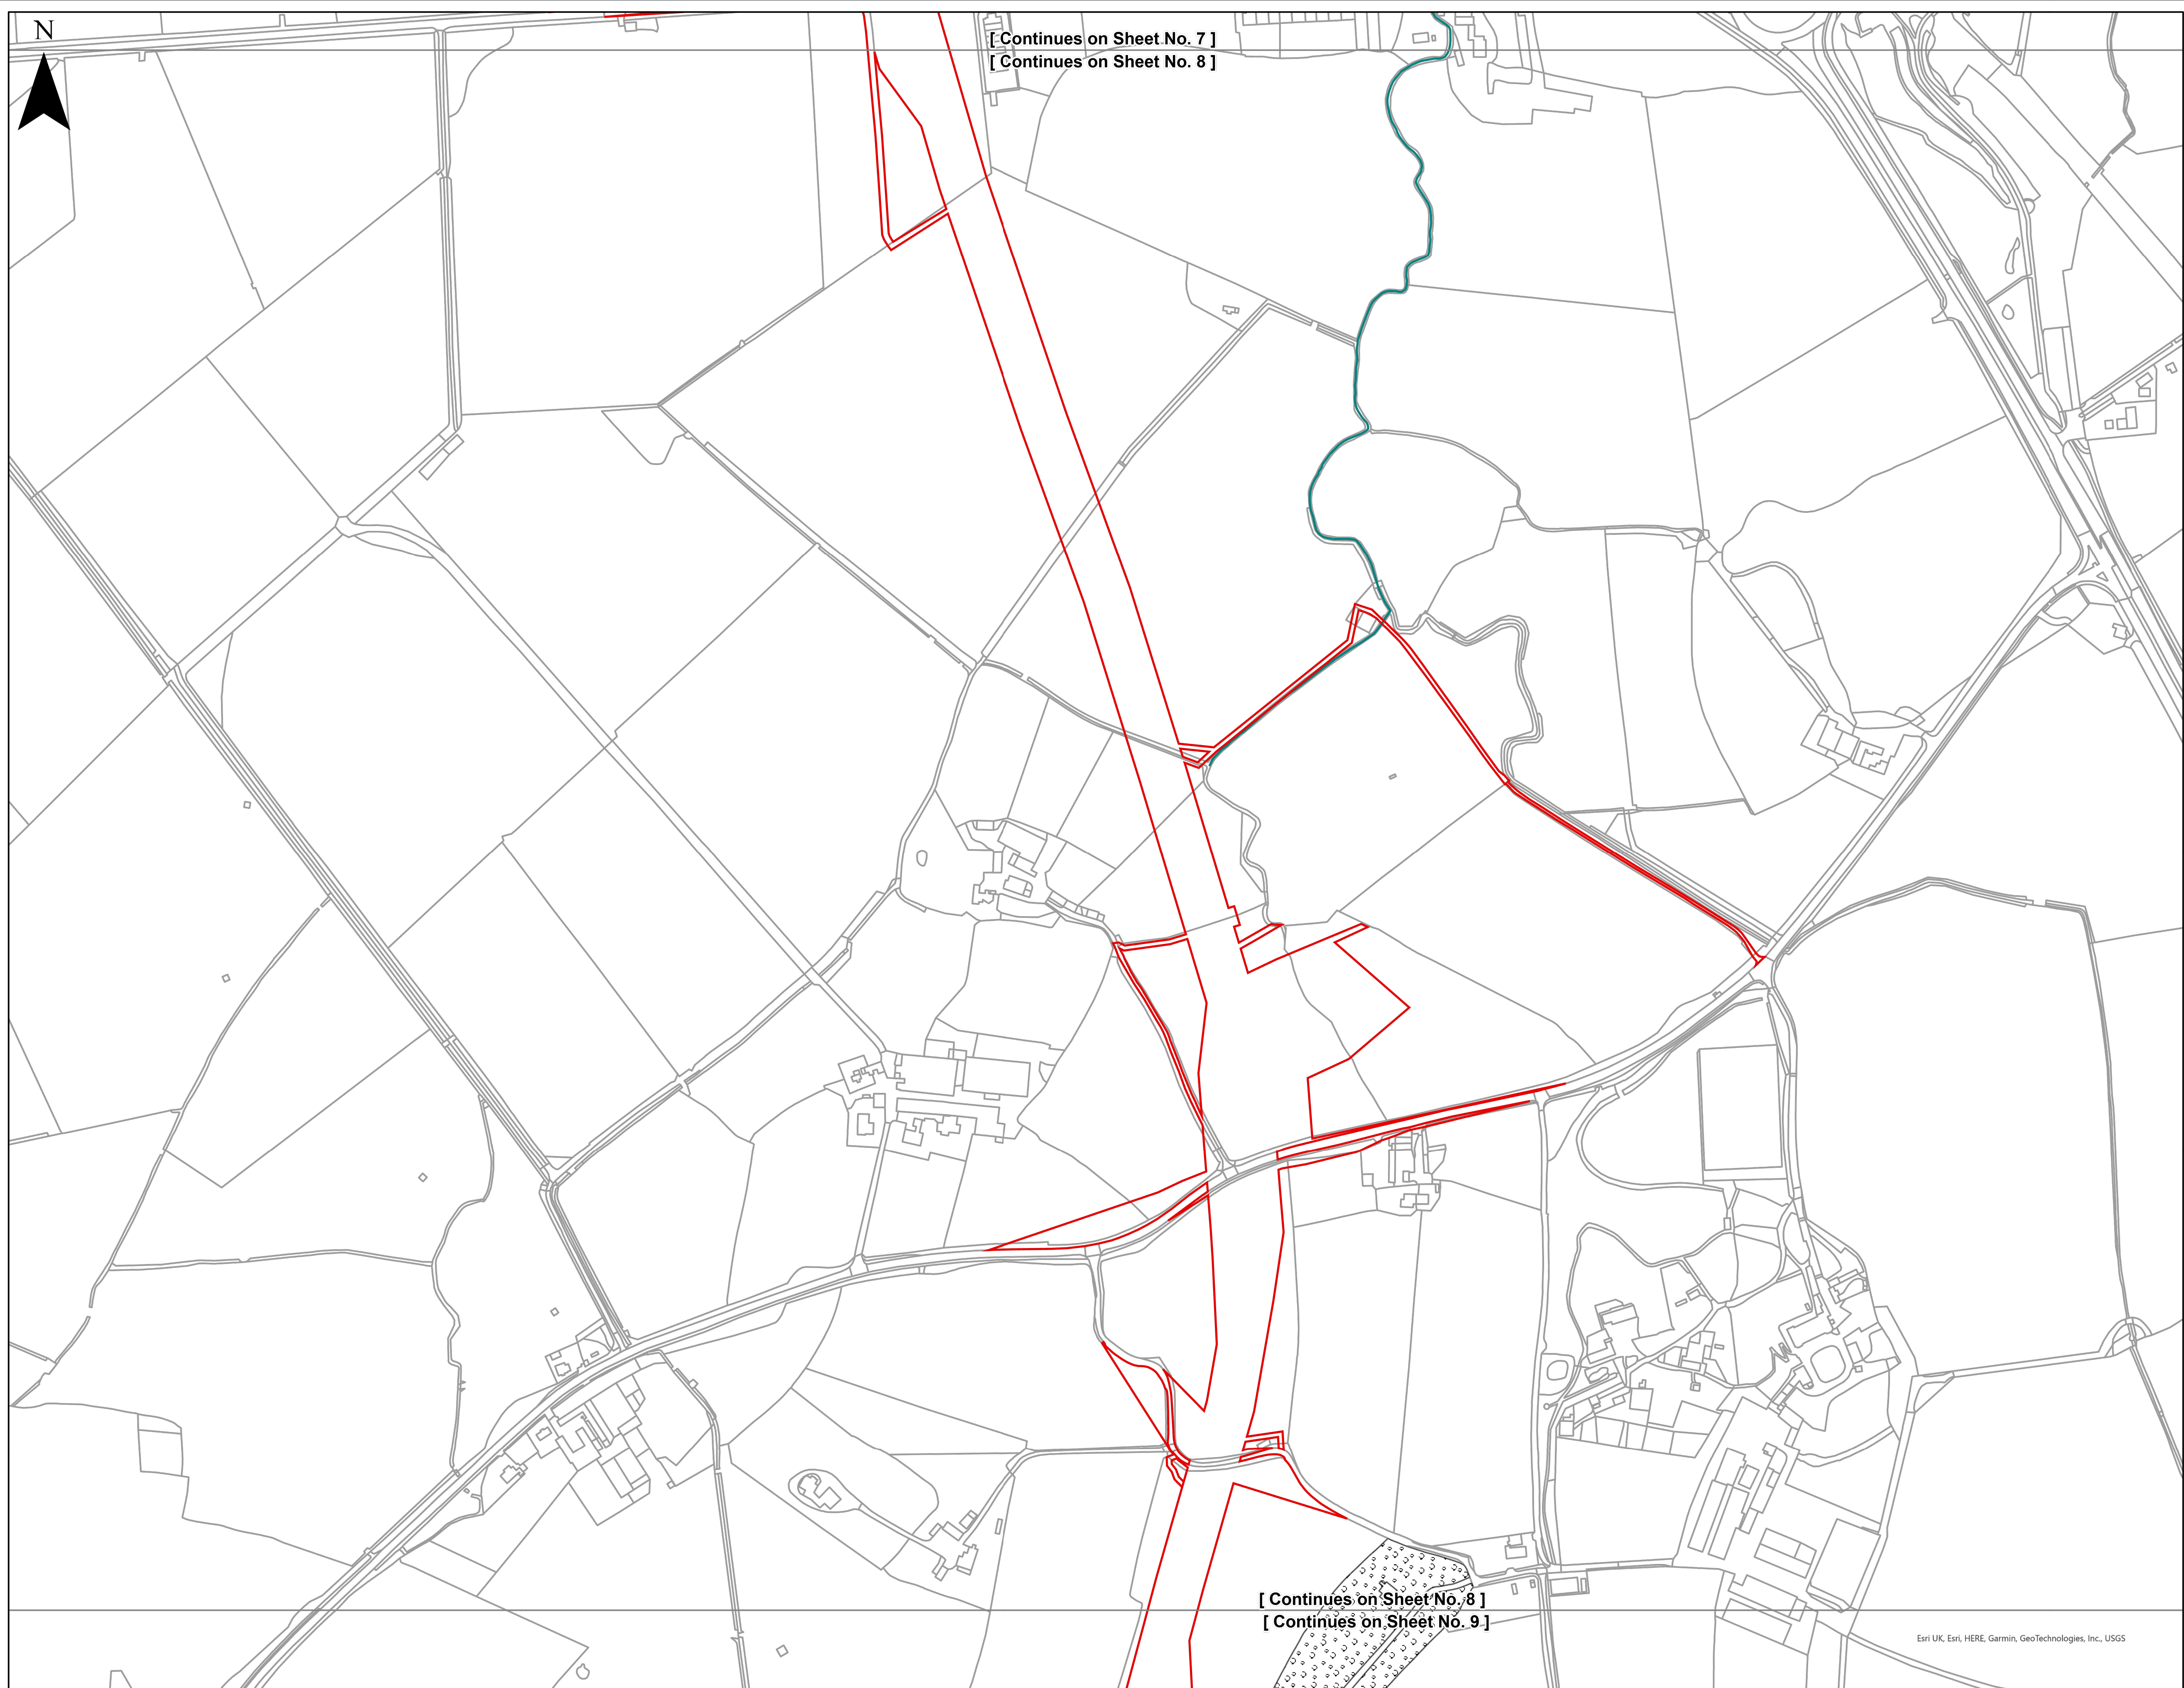 N
[ Continues on Sheet No. 7 ]
[ Continues on Sheet No. 8 ]
[ Continues on Sheet No. 8 ]
[ Continues on Sheet No. 9 ]
Esri UK, Esri, HERE, Garmin, GeoTechnologies, Inc., USGS